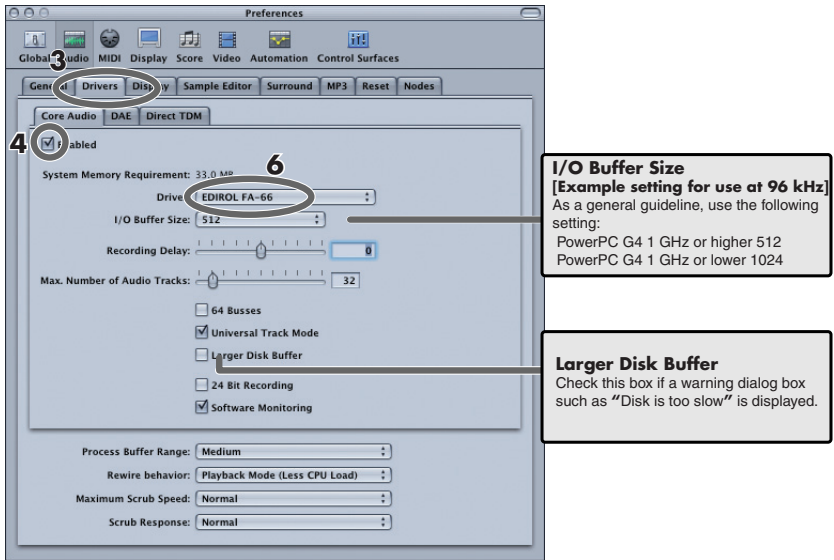 Preferences
Global Audio MIDI Display Score Video Automation Control Surfaces
3
General Drivers Display Sample Editor Surround MP3 Reset Nodes
Core Audio DAE Direct TDM
4 Enabled
System Memory Requirement: 33.0 MB
6
Driver: EDIROL FA-66
I/O Buffer Size: 512
Recording Delay: 0
Max. Number of Audio Tracks: 32
64 Busses
Universal Track Mode
Larger Disk Buffer
24 Bit Recording
Software Monitoring
Process Buffer Range: Medium
Rewire behavior: Playback Mode (Less CPU Load)
Maximum Scrub Speed: Normal
Scrub Response: Normal
I/O Buffer Size
[Example setting for use at 96 kHz]
As a general guideline, use the following
setting:
PowerPC G4 1 GHz or higher 512
PowerPC G4 1 GHz or lower 1024
Larger Disk Buffer
Check this box if a warning dialog box
such as "Disk is too slow" is displayed.